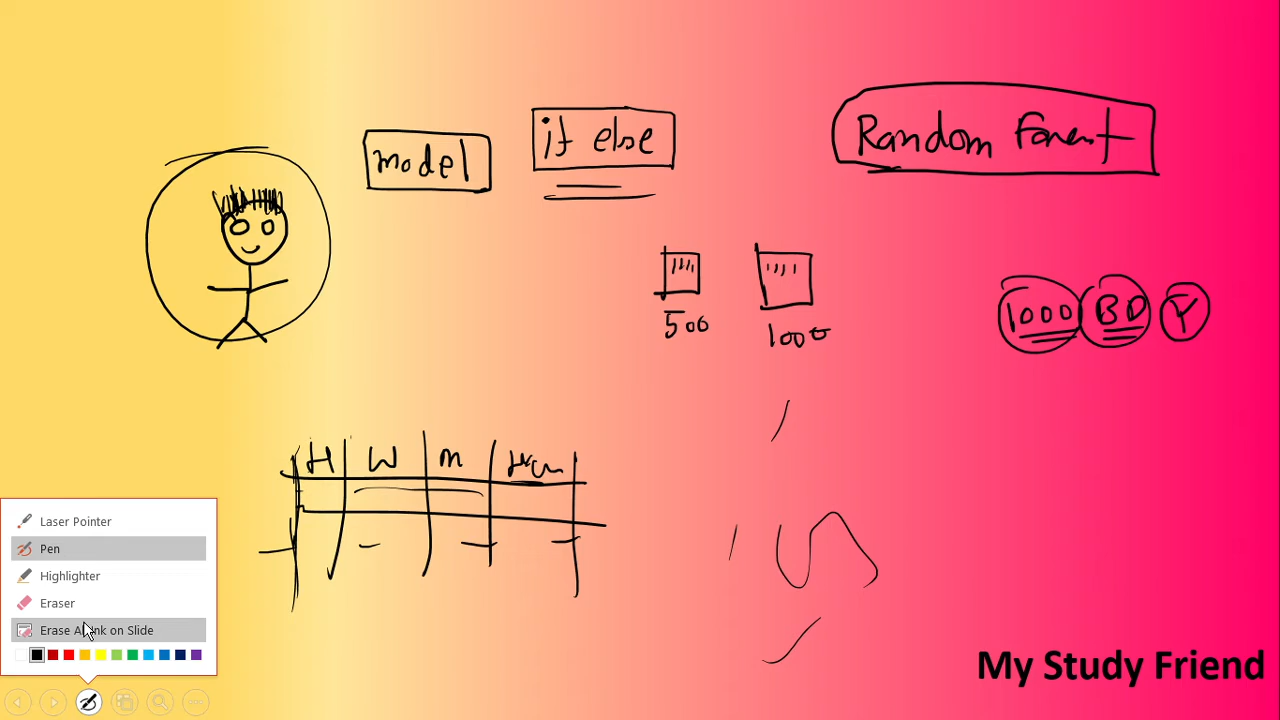 Random Forest
if else
model
500
1000
1000 BD Y
H W m
Laser Pointer
Pen
Highlighter
Eraser
Erase All Ink on Slide
My Study Friend